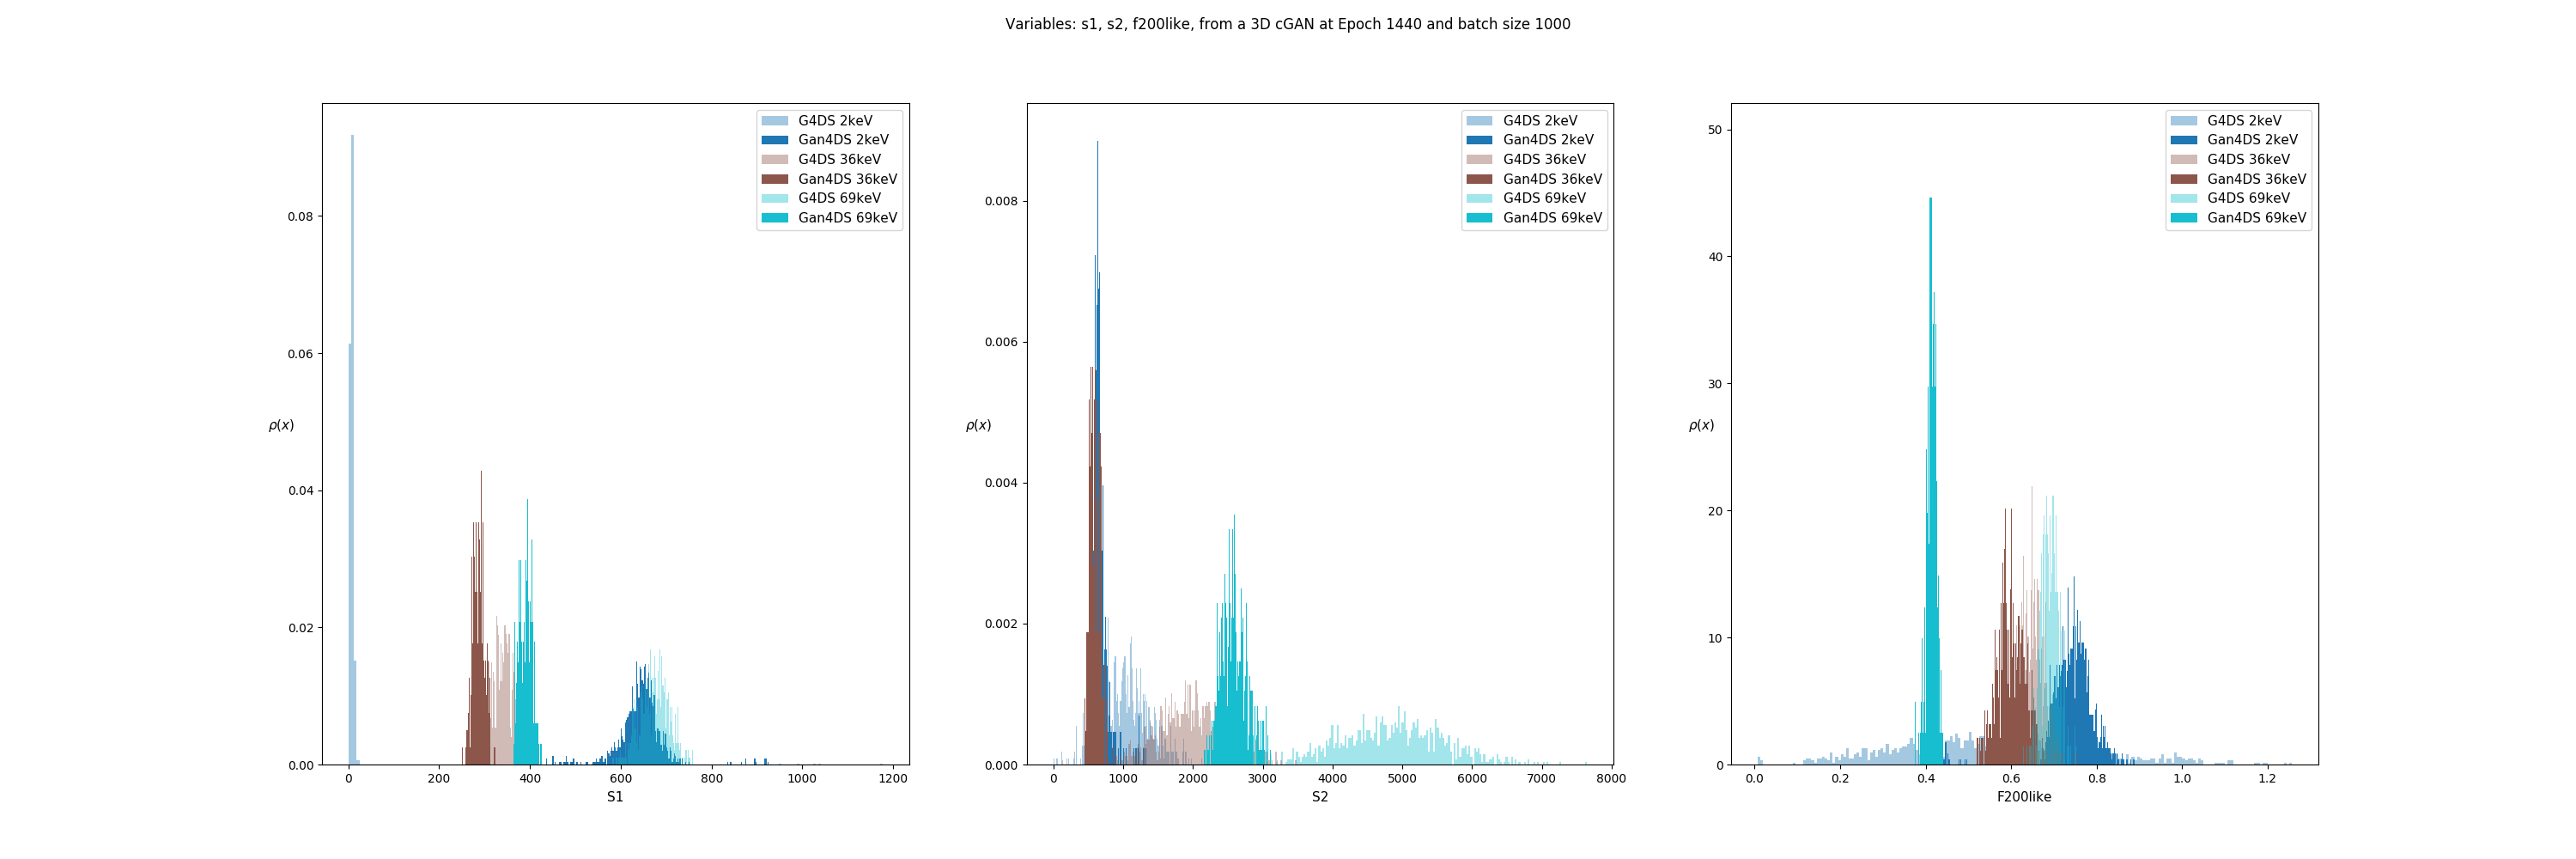 Variables: s1, s2, f200like, from a 3D cGAN at Epoch 1440 and batch size 1000
G4DS 2keV
Gan4DS 2keV
G4DS 36keV
Gan4DS 36keV
G4DS 69keV
Gan4DS 69keV
0.08
0.06
ρ(x)
0.04
0.02
0.00
0 200 400 600 800 1000 1200
S1
G4DS 2keV
Gan4DS 2keV
G4DS 36keV
Gan4DS 36keV
G4DS 69keV
Gan4DS 69keV
0.008
0.006
ρ(x)
0.004
0.002
0.000
0 1000 2000 3000 4000 5000 6000 7000 8000
S2
G4DS 2keV
Gan4DS 2keV
G4DS 36keV
Gan4DS 36keV
G4DS 69keV
Gan4DS 69keV
50
40
30
ρ(x)
20
10
0
0.0 0.2 0.4 0.6 0.8 1.0 1.2
F200like